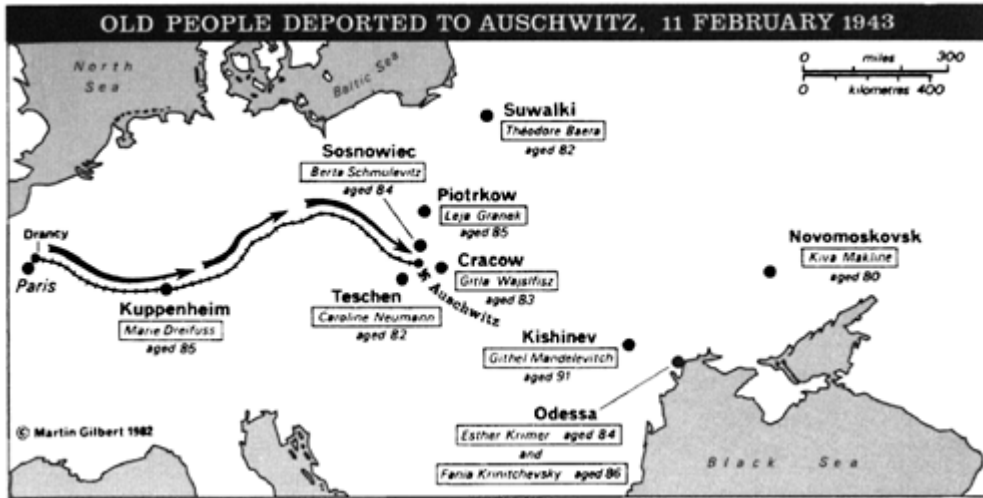 OLD PEOPLE DEPORTED TO AUSCHWITZ, 11 FEBRUARY 1943
North
Sea
Baltic Sea
0 miles 300
0 kilometres 400
Suwalki
Théodore Baera
aged 82
Sosnowiec
Berta Schmulevitz
aged 84
Piotrkow
Leja Granek
aged 85
Drancy
Paris
Novomoskovsk
Kiva Makline
aged 80
Cracow
Gitla Wajsfisz
aged 83
Auschwitz
Kuppenheim
Marie Dreifuss
aged 85
Teschen
Caroline Neumann
aged 82
Kishinev
Githel Mandelevitch
aged 91
Odessa
Esther Krimer aged 84
and
Fania Krinitchevsky aged 86
© Martin Gilbert 1982
Black Sea